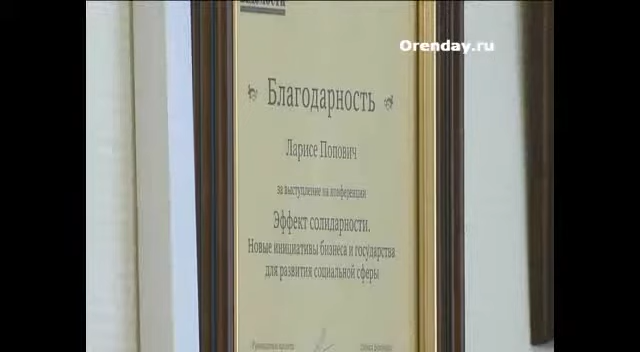 Orenday.ru
Благодарность
Ларисе Попович
за выступление на конференции
Эффект солидарности.
Новые инициативы бизнеса и государства
для развития социальной сферы